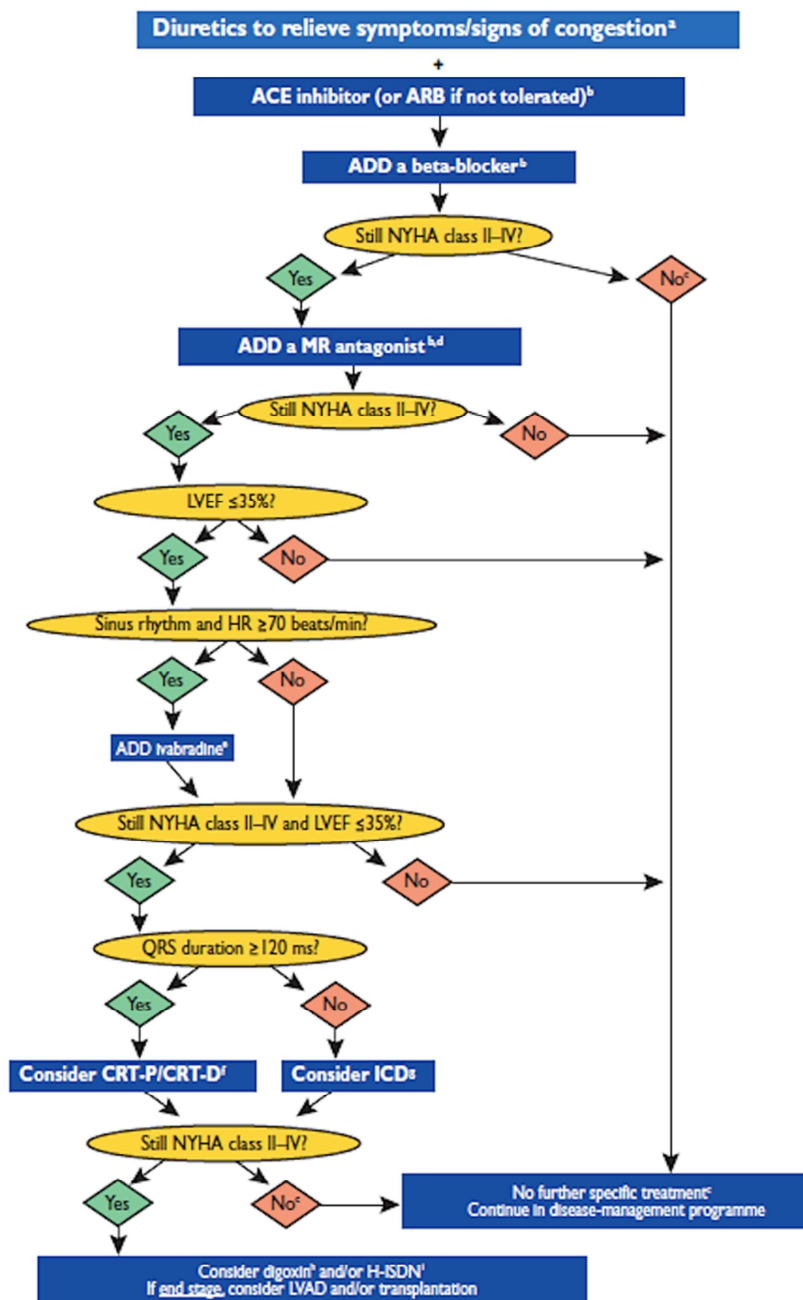 Diuretics to relieve symptoms/signs of congestionᵃ
+
ACE inhibitor (or ARB if not tolerated)ᵇ
ADD a beta-blockerᵇ
Still NYHA class II–IV?
Yes
Noᶜ
ADD a MR antagonistᵇ,ᵈ
Still NYHA class II–IV?
Yes
No
LVEF ≤35%?
Yes
No
Sinus rhythm and HR ≥70 beats/min?
Yes
No
ADD ivabradineᵉ
Still NYHA class II–IV and LVEF ≤35%?
Yes
No
QRS duration ≥120 ms?
Yes
No
Consider CRT-P/CRT-Dᶠ
Consider ICDᵍ
Still NYHA class II–IV?
Yes
Noᶜ
No further specific treatmentᶜ
Continue in disease-management programme
Consider digoxinʰ and/or H-ISDNⁱ
If end stage, consider LVAD and/or transplantation